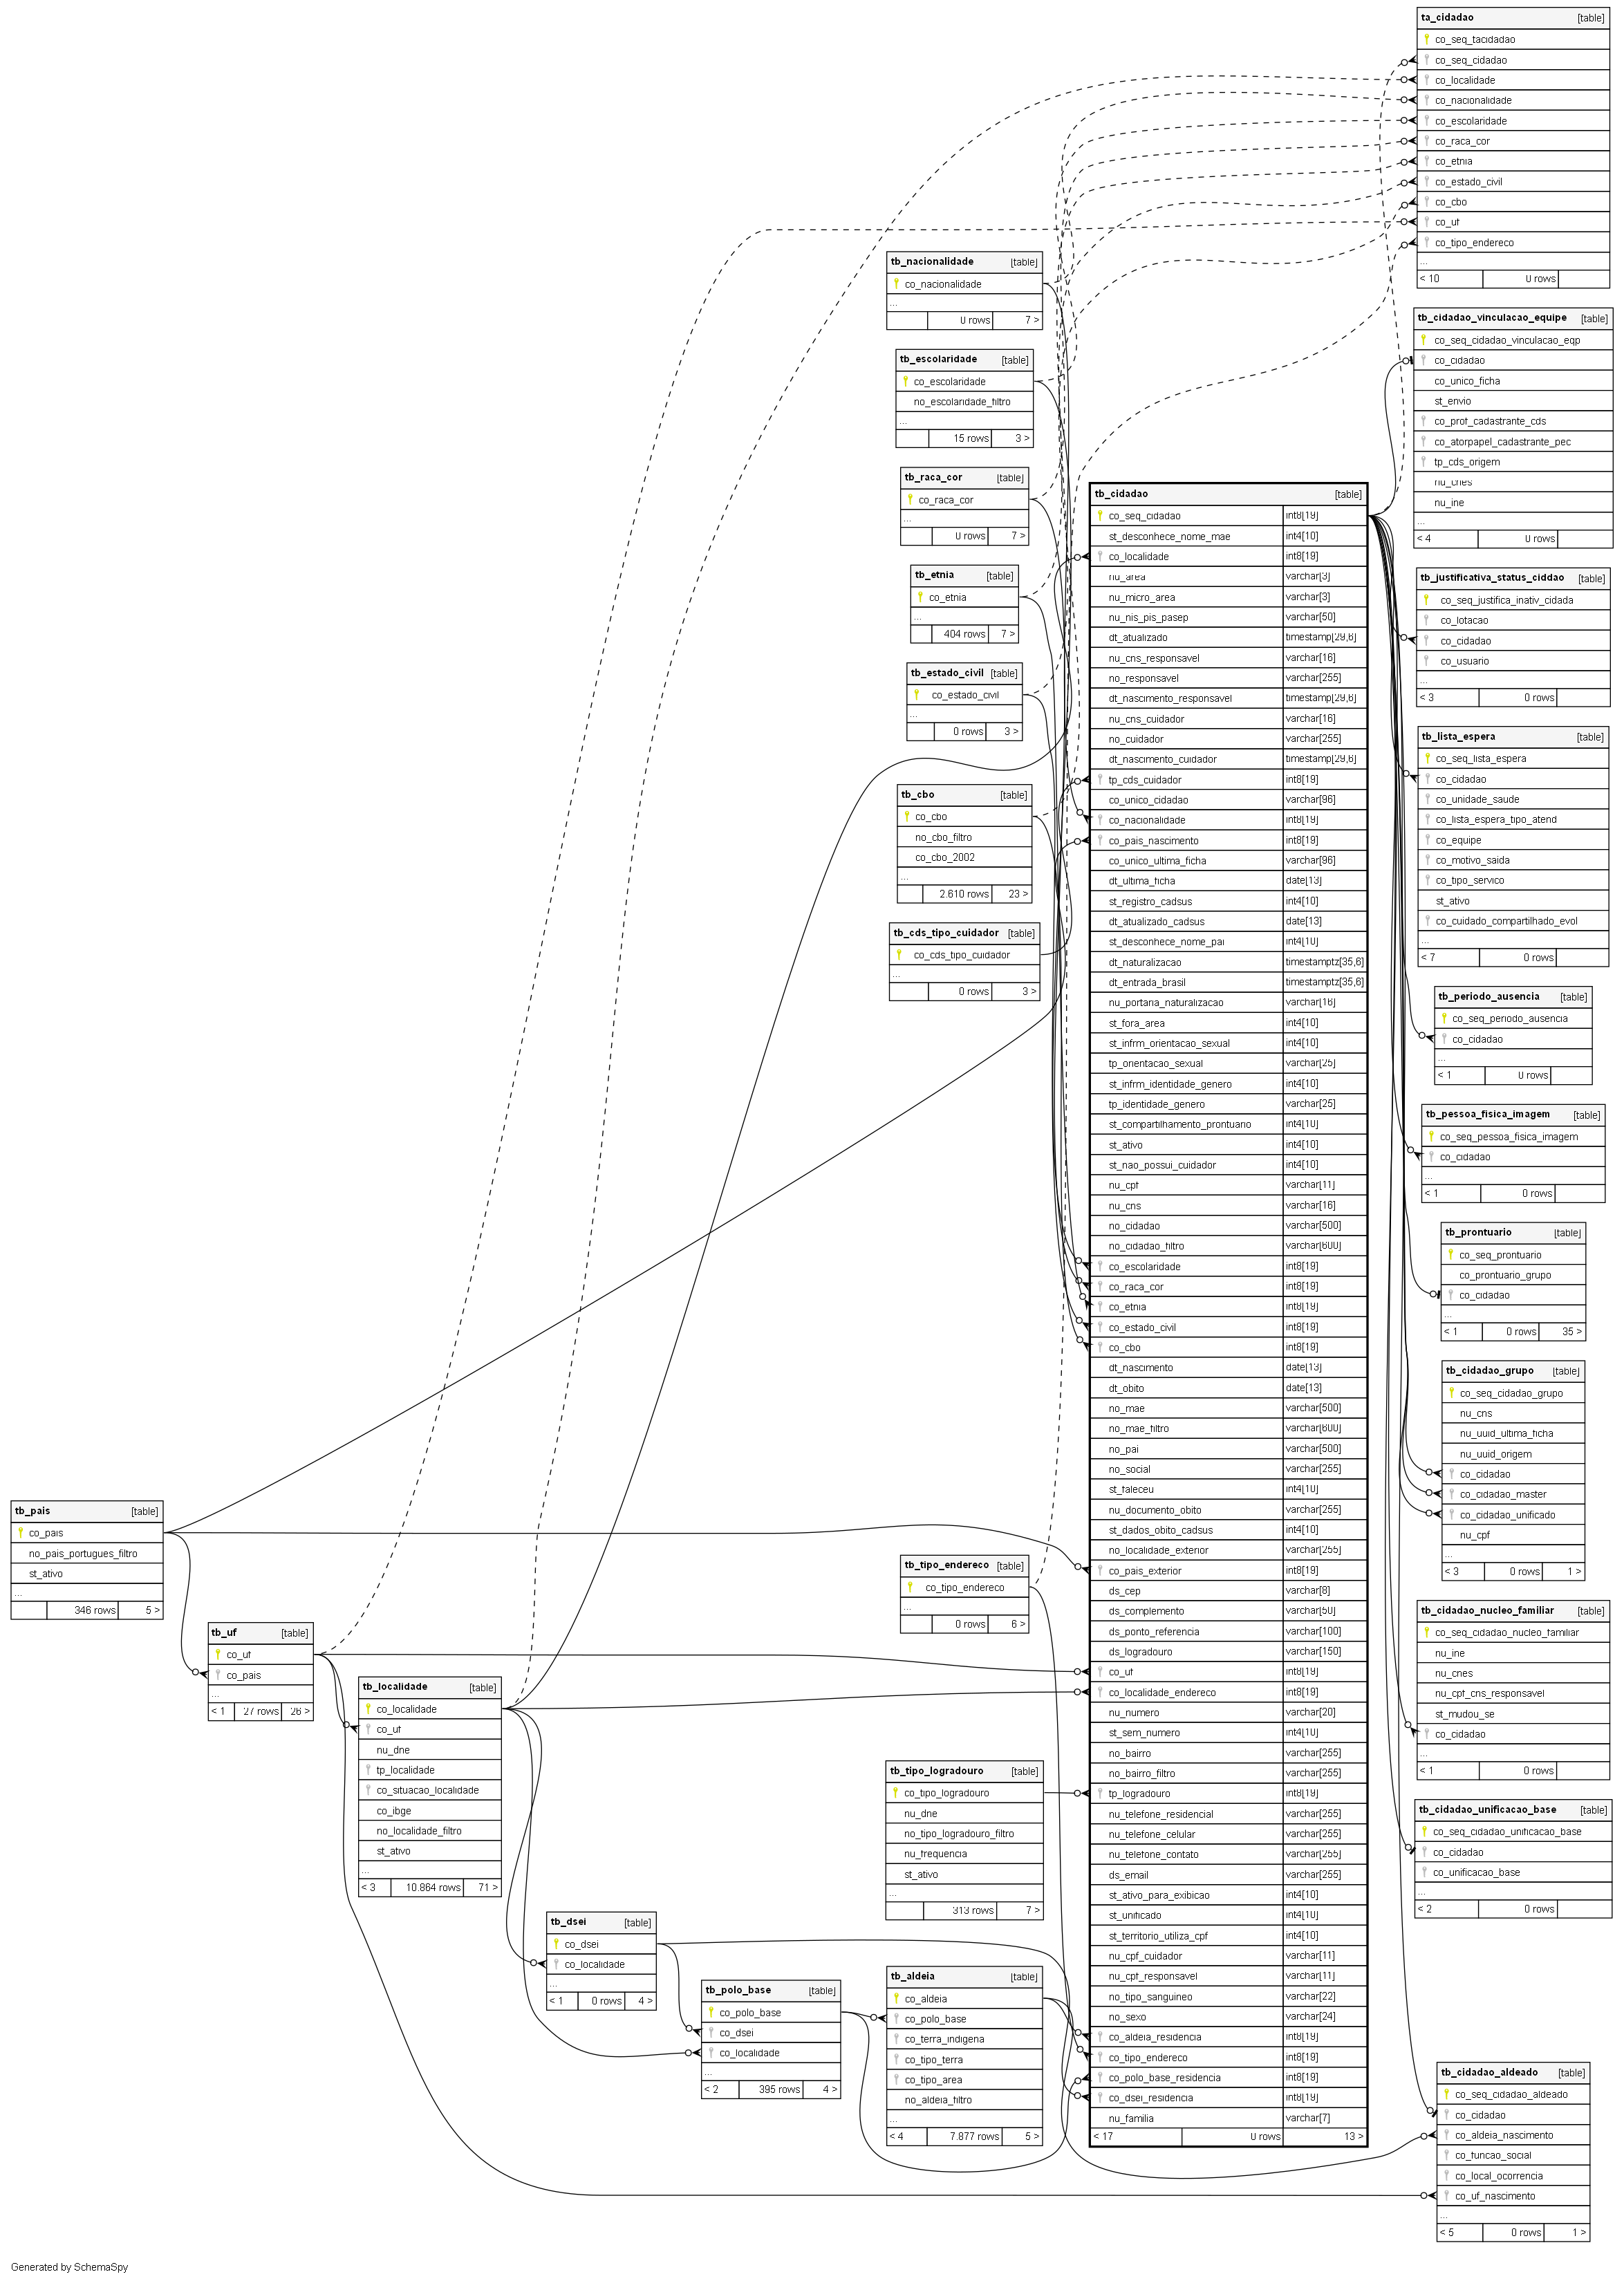 ta_cidadao [table]
co_seq_tacidadao
co_seq_cidadao
co_localidade
co_nacionalidade
co_escolaridade
co_raca_cor
co_etnia
co_estado_civil
co_cbo
co_uf
co_tipo_endereco
...
< 10 0 rows
tb_nacionalidade [table]
co_nacionalidade
...
0 rows 7 >
tb_escolaridade [table]
co_escolaridade
no_escolaridade_filtro
...
15 rows 3 >
tb_raca_cor [table]
co_raca_cor
...
0 rows 7 >
tb_etnia [table]
co_etnia
...
404 rows 7 >
tb_estado_civil [table]
co_estado_civil
...
0 rows 3 >
tb_cbo [table]
co_cbo
no_cbo_filtro
co_cbo_2002
...
2.610 rows 23 >
tb_cds_tipo_cuidador [table]
co_cds_tipo_cuidador
...
0 rows 3 >
tb_cidadao [table]
co_seq_cidadao int8[19]
st_desconhece_nome_mae int4[10]
co_localidade int8[19]
nu_area varchar[3]
nu_micro_area varchar[3]
nu_nis_pis_pasep varchar[50]
dt_atualizado timestamp[29,6]
nu_cns_responsavel varchar[16]
no_responsavel varchar[255]
dt_nascimento_responsavel timestamp[29,6]
nu_cns_cuidador varchar[16]
no_cuidador varchar[255]
dt_nascimento_cuidador timestamp[29,6]
tp_cds_cuidador int8[19]
co_unico_cidadao varchar[96]
co_nacionalidade int8[19]
co_pais_nascimento int8[19]
co_unico_ultima_ficha varchar[96]
dt_ultima_ficha date[13]
st_registro_cadsus int4[10]
dt_atualizado_cadsus date[13]
st_desconhece_nome_pai int4[10]
dt_naturalizacao timestamptz[35,6]
dt_entrada_brasil timestamptz[35,6]
nu_portaria_naturalizacao varchar[16]
st_fora_area int4[10]
st_infrm_orientacao_sexual int4[10]
tp_orientacao_sexual varchar[25]
st_infrm_identidade_genero int4[10]
tp_identidade_genero varchar[25]
st_compartilhamento_prontuario int4[10]
st_ativo int4[10]
st_nao_possui_cuidador int4[10]
nu_cpf varchar[11]
nu_cns varchar[16]
no_cidadao varchar[500]
no_cidadao_filtro varchar[600]
co_escolaridade int8[19]
co_raca_cor int8[19]
co_etnia int8[19]
co_estado_civil int8[19]
co_cbo int8[19]
dt_nascimento date[13]
dt_obito date[13]
no_mae varchar[500]
no_mae_filtro varchar[600]
no_pai varchar[500]
no_social varchar[255]
st_faleceu int4[10]
nu_documento_obito varchar[255]
st_dados_obito_cadsus int4[10]
no_localidade_exterior varchar[255]
co_pais_exterior int8[19]
ds_cep varchar[8]
ds_complemento varchar[50]
ds_ponto_referencia varchar[100]
ds_logradouro varchar[150]
co_uf int8[19]
co_localidade_endereco int8[19]
nu_numero varchar[20]
st_sem_numero int4[10]
no_bairro varchar[255]
no_bairro_filtro varchar[255]
tp_logradouro int8[19]
nu_telefone_residencial varchar[255]
nu_telefone_celular varchar[255]
nu_telefone_contato varchar[255]
ds_email varchar[255]
st_ativo_para_exibicao int4[10]
st_unificado int4[10]
st_territorio_utiliza_cpf int4[10]
nu_cpf_cuidador varchar[11]
nu_cpf_responsavel varchar[11]
no_tipo_sanguineo varchar[22]
no_sexo varchar[24]
co_aldeia_residencia int8[19]
co_tipo_endereco int8[19]
co_polo_base_residencia int8[19]
co_dsei_residencia int8[19]
nu_familia varchar[7]
< 17 0 rows 13 >
tb_cidadao_vinculacao_equipe [table]
co_seq_cidadao_vinculacao_eqp
co_cidadao
co_unico_ficha
st_envio
co_prof_cadastrante_cds
co_atorpapel_cadastrante_pec
tp_cds_origem
nu_cnes
nu_ine
...
< 4 0 rows
tb_justificativa_status_ciddao [table]
co_seq_justifica_inativ_cidada
co_lotacao
co_cidadao
co_usuario
...
< 3 0 rows
tb_lista_espera [table]
co_seq_lista_espera
co_cidadao
co_unidade_saude
co_lista_espera_tipo_atend
co_equipe
co_motivo_saida
co_tipo_servico
st_ativo
co_cuidado_compartilhado_evol
...
< 7 0 rows
tb_periodo_ausencia [table]
co_seq_periodo_ausencia
co_cidadao
...
< 1 0 rows
tb_pessoa_fisica_imagem [table]
co_seq_pessoa_fisica_imagem
co_cidadao
...
< 1 0 rows
tb_prontuario [table]
co_seq_prontuario
co_prontuario_grupo
co_cidadao
...
< 1 0 rows 35 >
tb_cidadao_grupo [table]
co_seq_cidadao_grupo
nu_cns
nu_uuid_ultima_ficha
nu_uuid_origem
co_cidadao
co_cidadao_master
co_cidadao_unificado
nu_cpf
...
< 3 0 rows 1 >
tb_cidadao_nucleo_familiar [table]
co_seq_cidadao_nucleo_familiar
nu_ine
nu_cnes
nu_cpf_cns_responsavel
st_mudou_se
co_cidadao
...
< 1 0 rows
tb_cidadao_unificacao_base [table]
co_seq_cidadao_unificacao_base
co_cidadao
co_unificacao_base
...
< 2 0 rows
tb_cidadao_aldeado [table]
co_seq_cidadao_aldeado
co_cidadao
co_aldeia_nascimento
co_funcao_social
co_local_ocorrencia
co_uf_nascimento
...
< 5 0 rows 1 >
tb_pais [table]
co_pais
no_pais_portugues_filtro
st_ativo
...
346 rows 5 >
tb_uf [table]
co_uf
co_pais
...
< 1 27 rows 26 >
tb_localidade [table]
co_localidade
co_uf
nu_dne
tp_localidade
co_situacao_localidade
co_ibge
no_localidade_filtro
st_ativo
...
< 3 10.864 rows 71 >
tb_dsei [table]
co_dsei
co_localidade
...
< 1 0 rows 4 >
tb_polo_base [table]
co_polo_base
co_dsei
co_localidade
...
< 2 395 rows 4 >
tb_tipo_endereco [table]
co_tipo_endereco
...
0 rows 6 >
tb_tipo_logradouro [table]
co_tipo_logradouro
nu_dne
no_tipo_logradouro_filtro
nu_frequencia
st_ativo
...
313 rows 7 >
tb_aldeia [table]
co_aldeia
co_polo_base
co_terra_indigena
co_tipo_terra
co_tipo_area
no_aldeia_filtro
...
< 4 7.877 rows 5 >
Generated by SchemaSpy